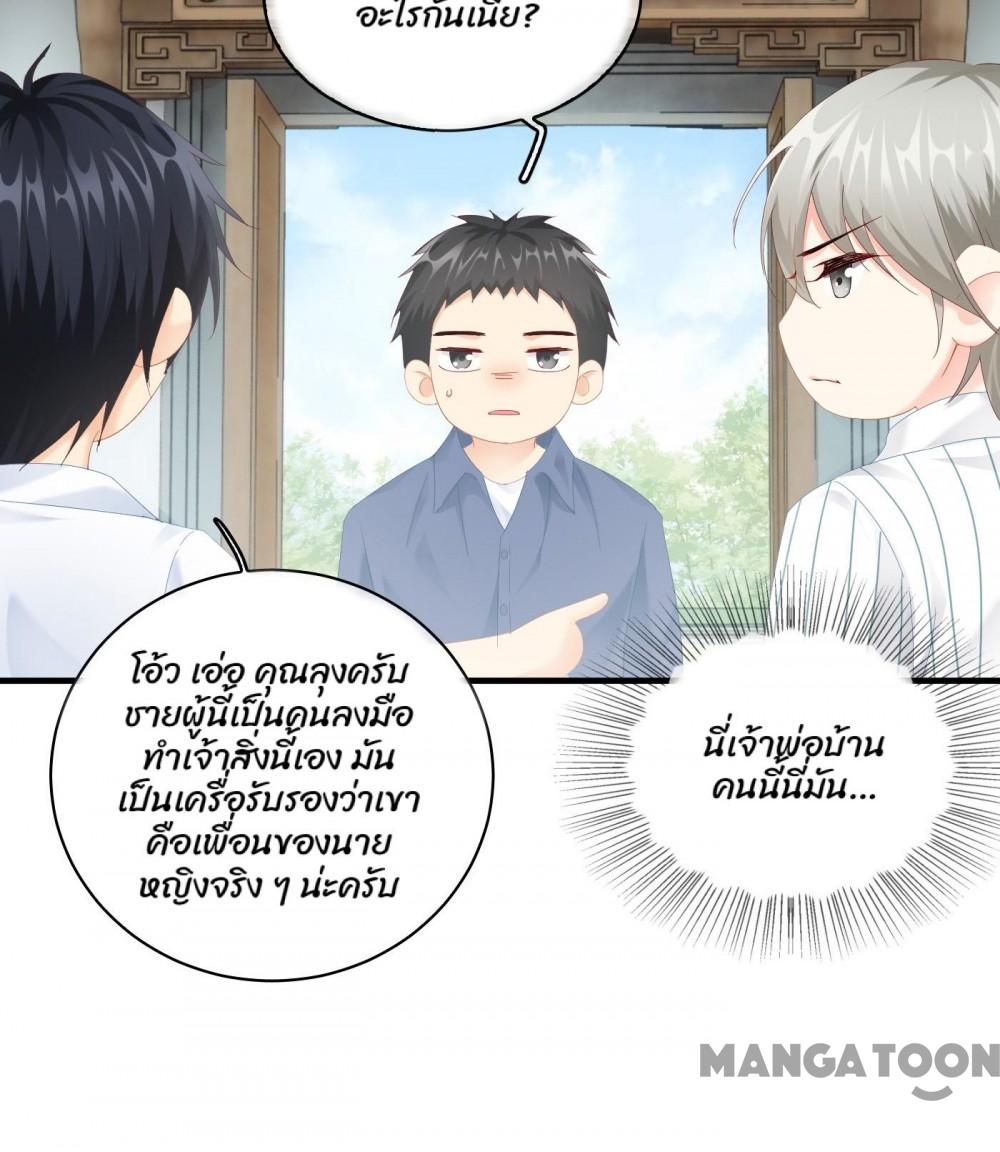 อะไรกันเนี่ย?
โอ้ว เอ่อ คุณลุงครับ
ชายผู้นี้เป็นคนลงมือ
ทำเจ้าสิ่งนี้เอง มัน
เป็นเครื่อรับรองว่าเขา
คือเพื่อนของนาย
หญิงจริง ๆ น่ะครับ
นี่เจ้าพ่อบ้าน
คนนี้นี่มัน...
MANGATOON